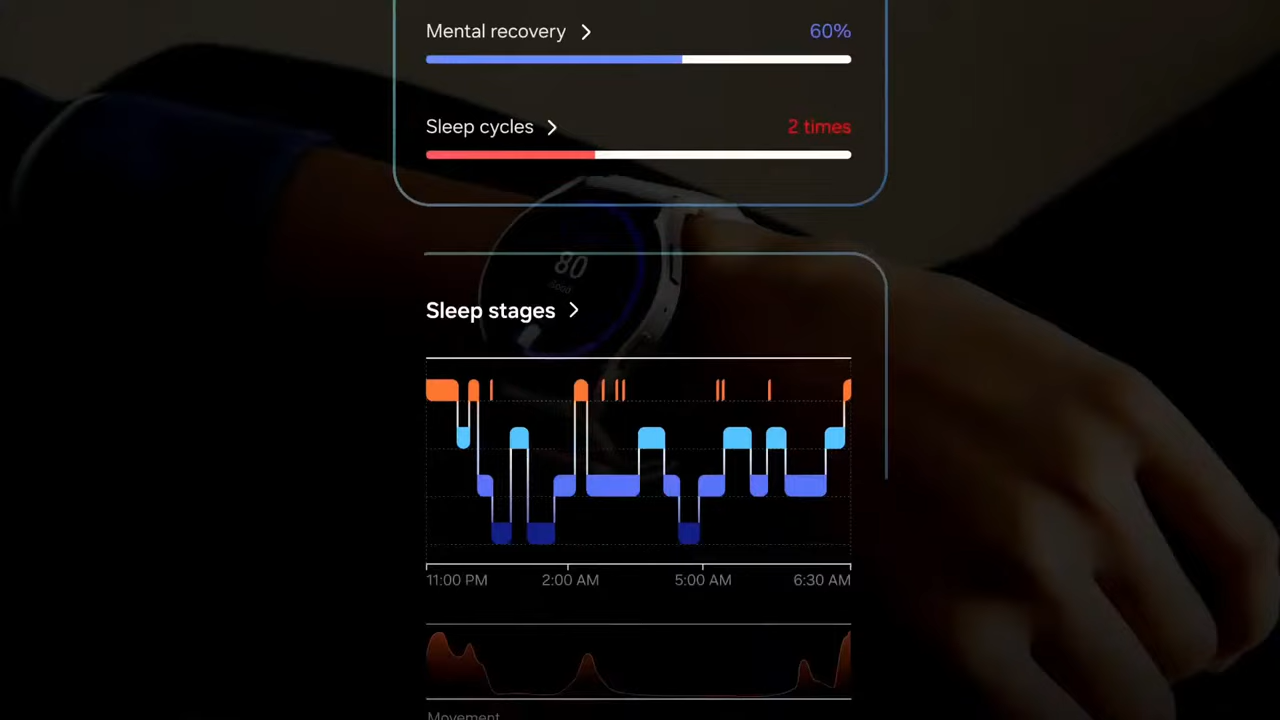 Mental recovery 60%
Sleep cycles 2 times
80
Good
Sleep stages
11:00 PM 2:00 AM 5:00 AM 6:30 AM
Movement